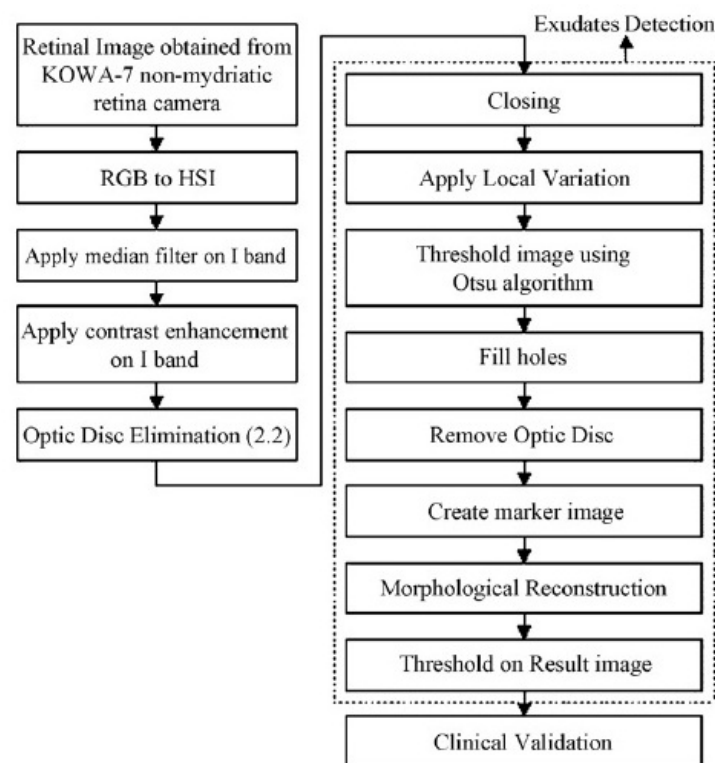 Retinal Image obtained from
KOWA-7 non-mydriatic
retina camera
RGB to HSI
Apply median filter on I band
Apply contrast enhancement
on I band
Optic Disc Elimination (2.2)
Exudates Detection
Closing
Apply Local Variation
Threshold image using
Otsu algorithm
Fill holes
Remove Optic Disc
Create marker image
Morphological Reconstruction
Threshold on Result image
Clinical Validation